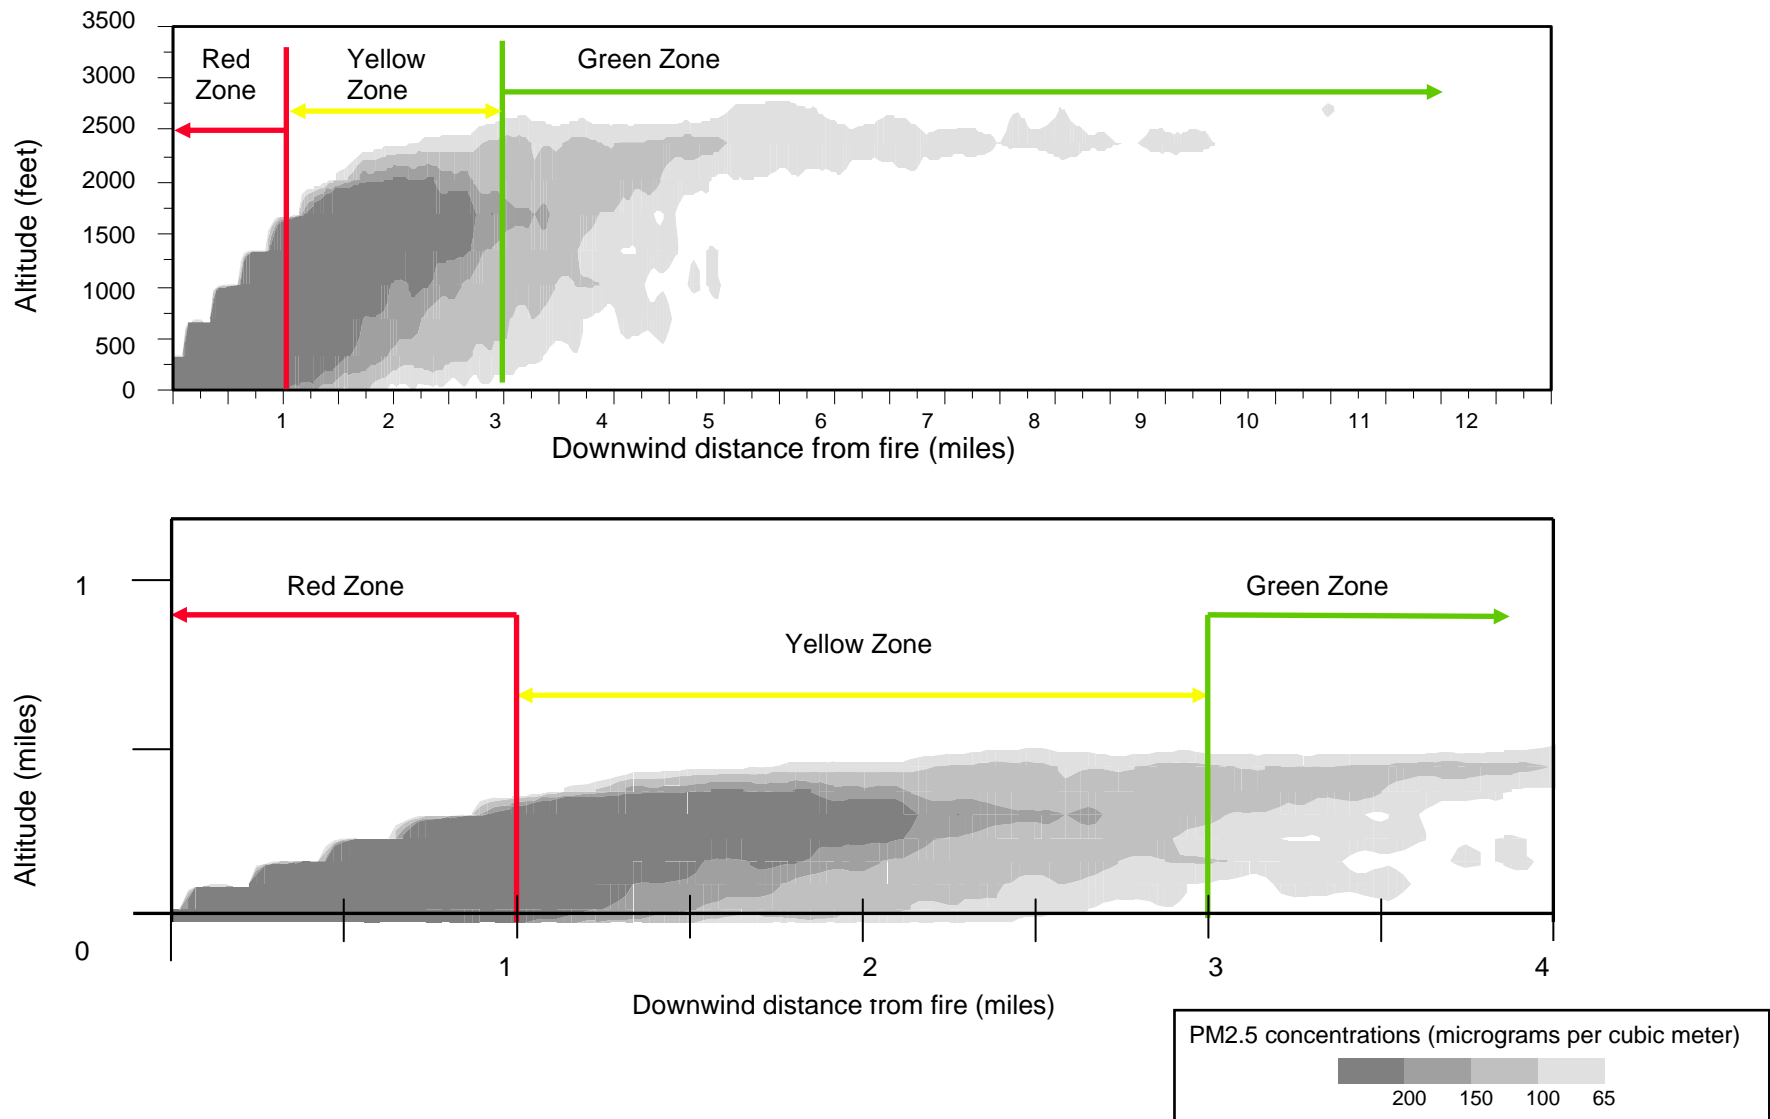 3500
3000
2500
2000
1500
1000
500
0
Altitude (feet)
Red
Zone
Yellow
Zone
Green Zone
1 2 3 4 5 6 7 8 9 10 11 12
Downwind distance from fire (miles)
1
0
Altitude (miles)
Red Zone
Yellow Zone
Green Zone
1 2 3 4
Downwind distance from fire (miles)
PM2.5 concentrations (micrograms per cubic meter)
200 150 100 65